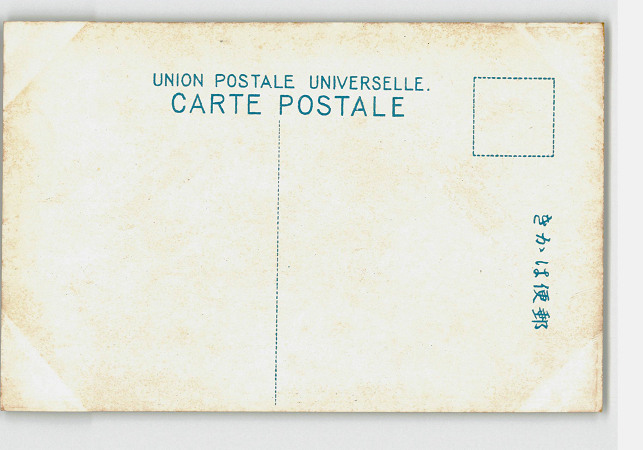 UNION POSTALE UNIVERSELLE.
CARTE POSTALE
郵便はかき